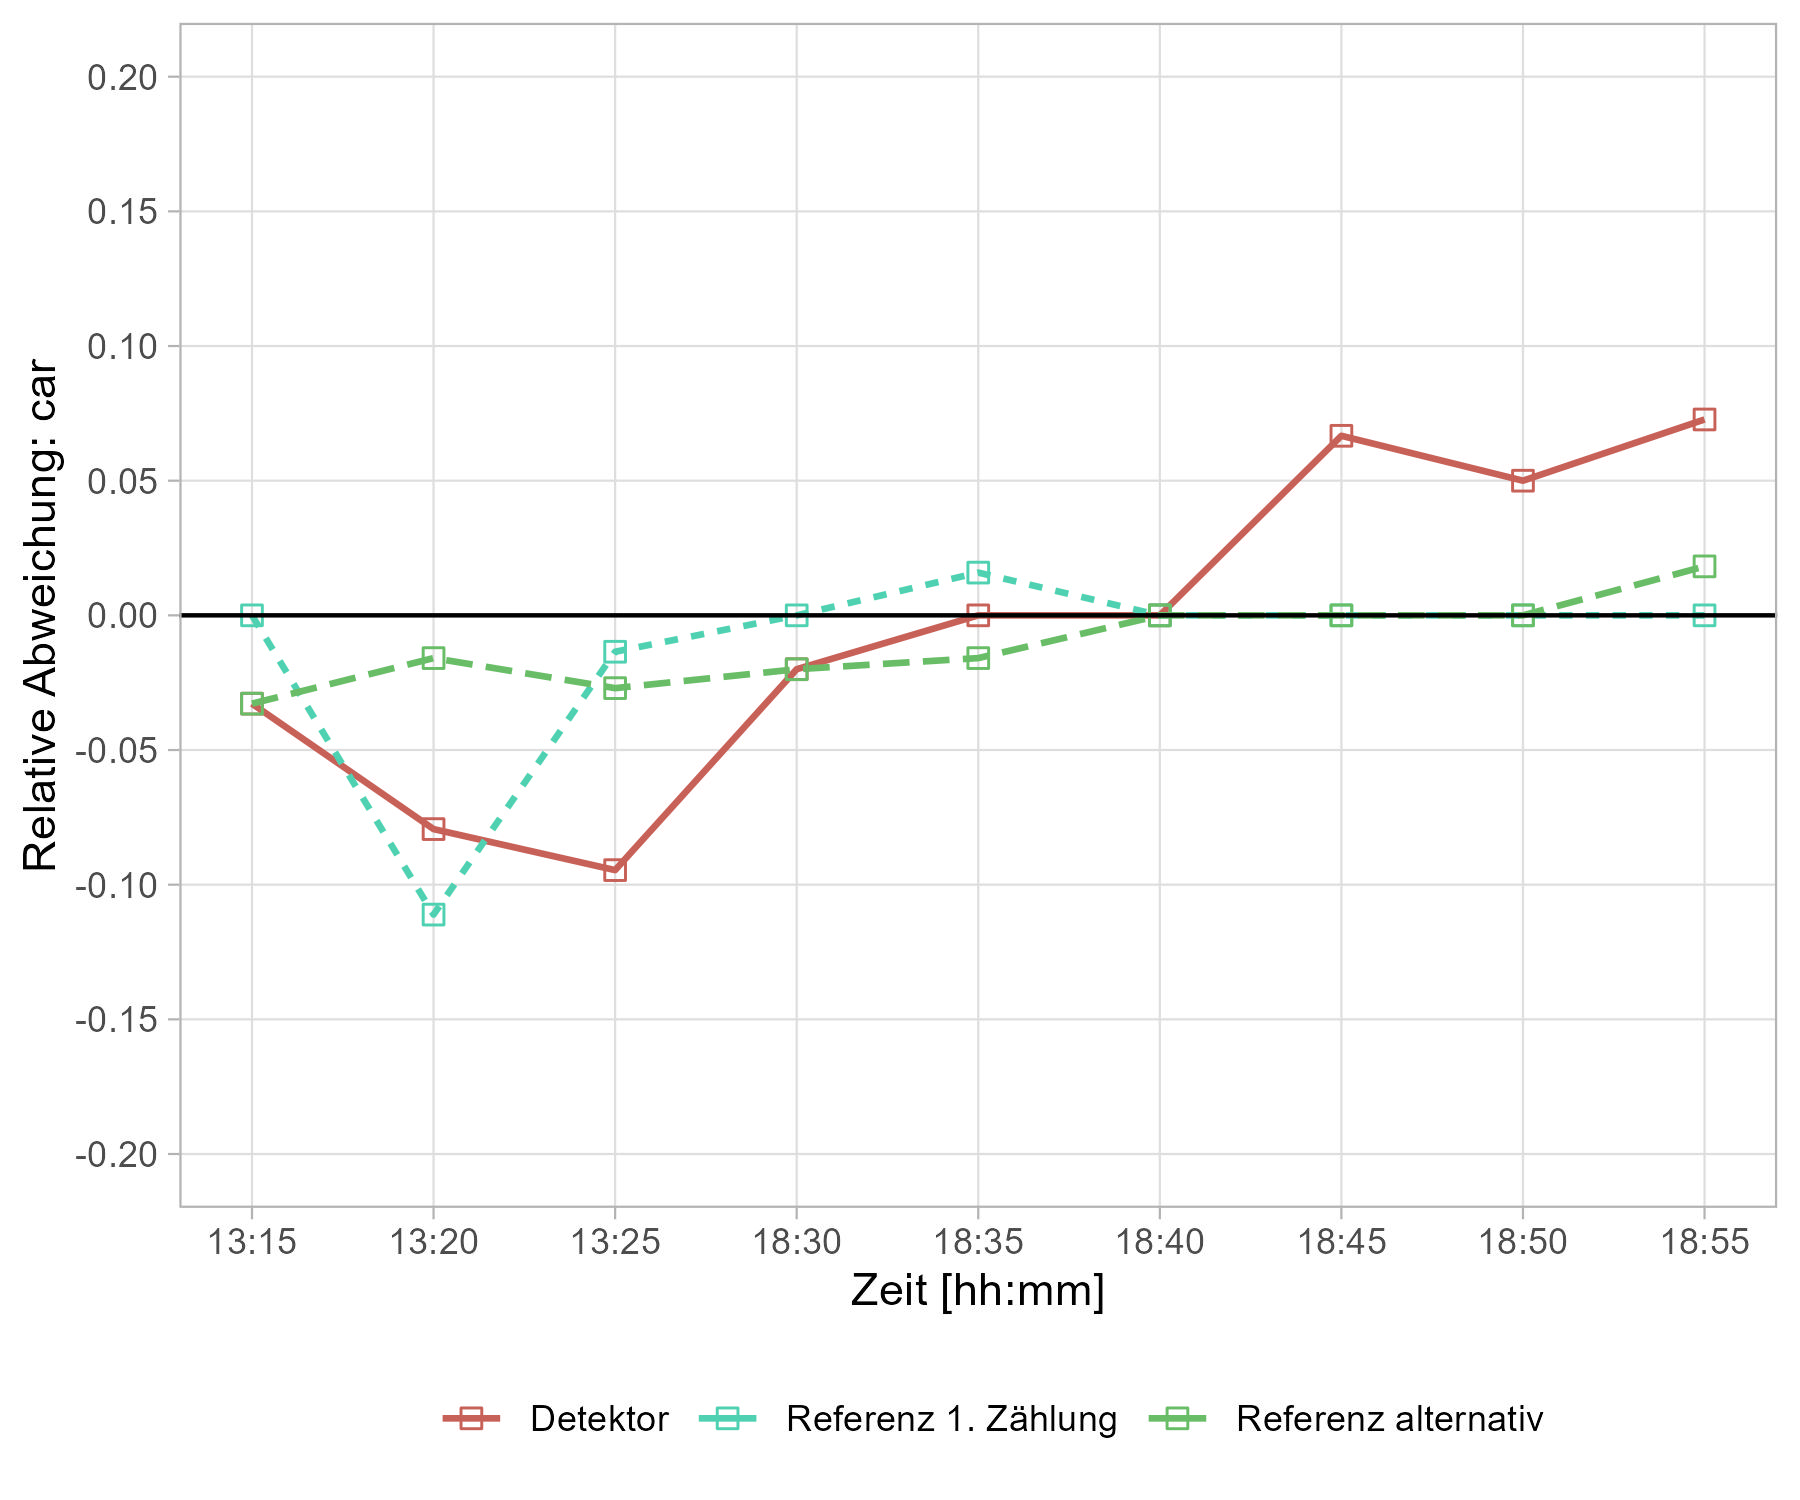 Relative Abweichung: car
0.20
0.15
0.10
0.05
0.00
-0.05
-0.10
-0.15
-0.20
13:15 13:20 13:25 18:30 18:35 18:40 18:45 18:50 18:55
Zeit [hh:mm]
Detektor Referenz 1. Zählung Referenz alternativ